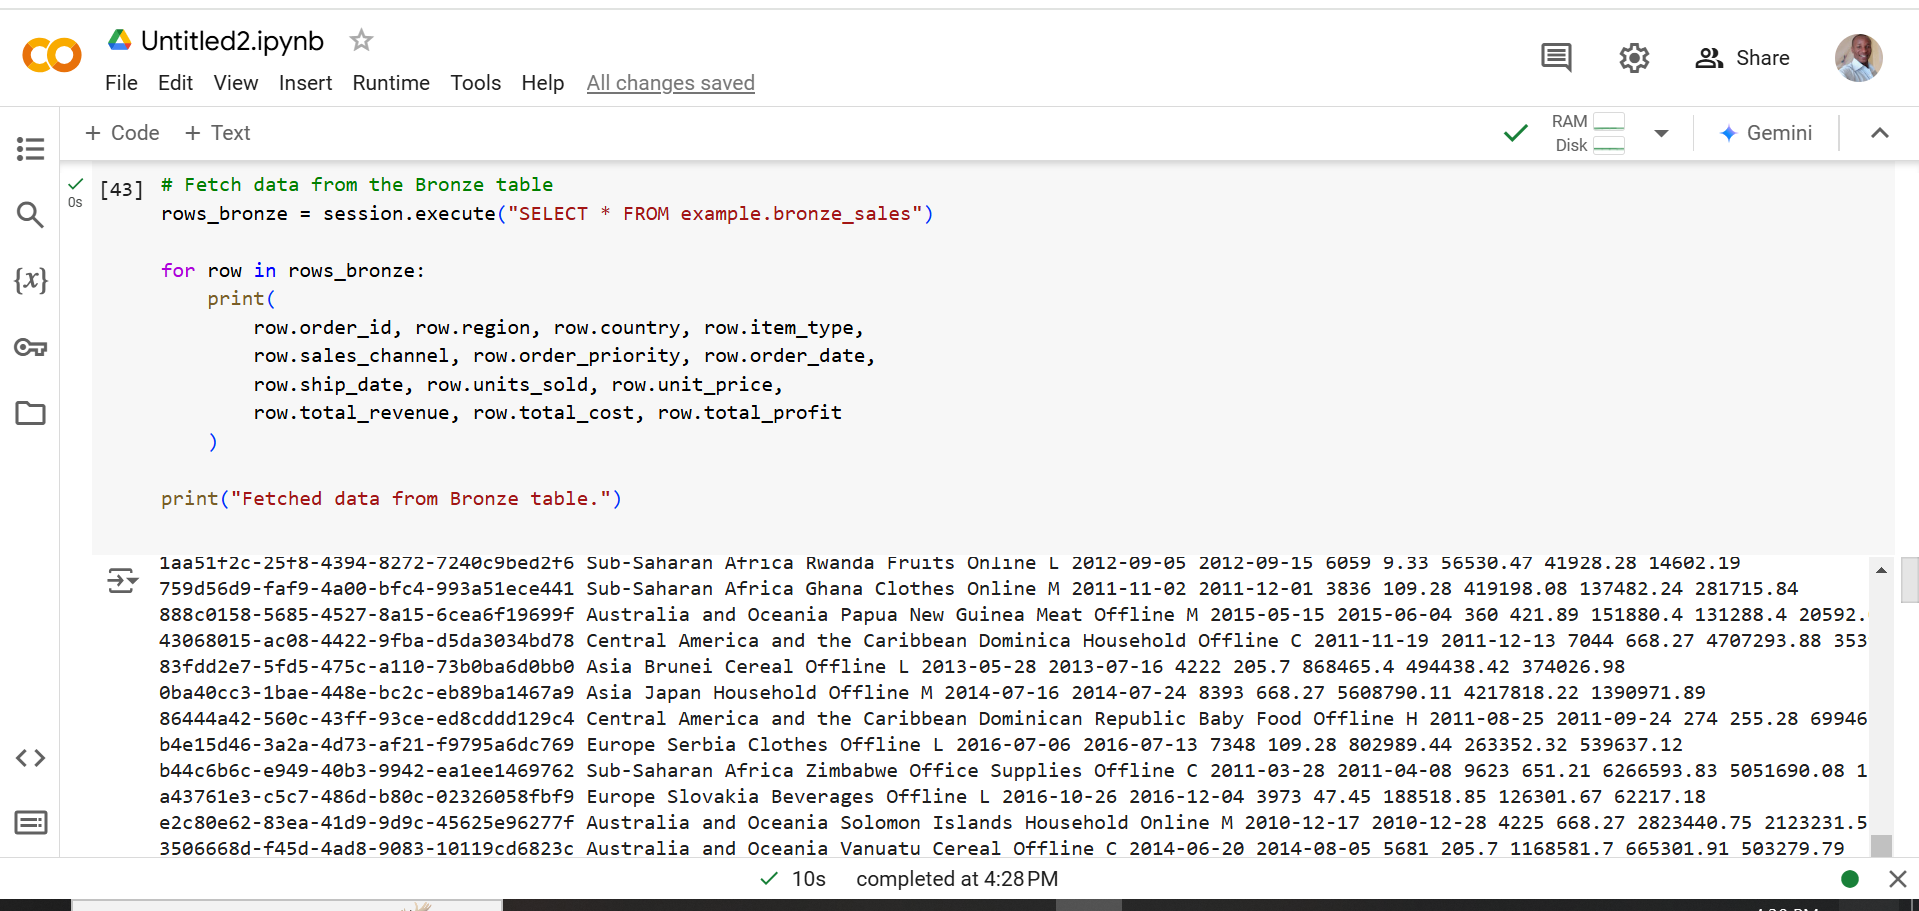 Untitled2.ipynb
File Edit View Insert Runtime Tools Help All changes saved
Share
+ Code + Text
RAM
Disk
Gemini
0s
[43] # Fetch data from the Bronze table
rows_bronze = session.execute("SELECT * FROM example.bronze_sales")
for row in rows_bronze:
print(
row.order_id, row.region, row.country, row.item_type,
row.sales_channel, row.order_priority, row.order_date,
row.ship_date, row.units_sold, row.unit_price,
row.total_revenue, row.total_cost, row.total_profit
)
print("Fetched data from Bronze table.")
1aa51f2c-25f8-4394-8272-7240c9bed2f6 Sub-Saharan Africa Rwanda Fruits Online L 2012-09-05 2012-09-15 6059 9.33 56530.47 41928.28 14602.19
759d56d9-faf9-4a00-bfc4-993a51ece441 Sub-Saharan Africa Ghana Clothes Online M 2011-11-02 2011-12-01 3836 109.28 419198.08 137482.24 281715.84
888c0158-5685-4527-8a15-6cea6f19699f Australia and Oceania Papua New Guinea Meat Offline M 2015-05-15 2015-06-04 360 421.89 151880.4 131288.4 20592.
43068015-ac08-4422-9fba-d5da3034bd78 Central America and the Caribbean Dominica Household Offline C 2011-11-19 2011-12-13 7044 668.27 4707293.88 353
83fdd2e7-5fd5-475c-a110-73b0ba6d0bb0 Asia Brunei Cereal Offline L 2013-05-28 2013-07-16 4222 205.7 868465.4 494438.42 374026.98
0ba40cc3-1bae-448e-bc2c-eb89ba1467a9 Asia Japan Household Offline M 2014-07-16 2014-07-24 8393 668.27 5608790.11 4217818.22 1390971.89
86444a42-560c-43ff-93ce-ed8cddd129c4 Central America and the Caribbean Dominican Republic Baby Food Offline H 2011-08-25 2011-09-24 274 255.28 69946
b4e15d46-3a2a-4d73-af21-f9795a6dc769 Europe Serbia Clothes Offline L 2016-07-06 2016-07-13 7348 109.28 802989.44 263352.32 539637.12
b44c6b6c-e949-40b3-9942-ea1ee1469762 Sub-Saharan Africa Zimbabwe Office Supplies Offline C 2011-03-28 2011-04-08 9623 651.21 6266593.83 5051690.08 1
a43761e3-c5c7-486d-b80c-02326058fbf9 Europe Slovakia Beverages Offline L 2016-10-26 2016-12-04 3973 47.45 188518.85 126301.67 62217.18
e2c80e62-83ea-41d9-9d9c-45625e96277f Australia and Oceania Solomon Islands Household Online M 2010-12-17 2010-12-28 4225 668.27 2823440.75 2123231.5
3506668d-f45d-4ad8-9083-10119cd6823c Australia and Oceania Vanuatu Cereal Offline C 2014-06-20 2014-08-05 5681 205.7 1168581.7 665301.91 503279.79
10s completed at 4:28 PM